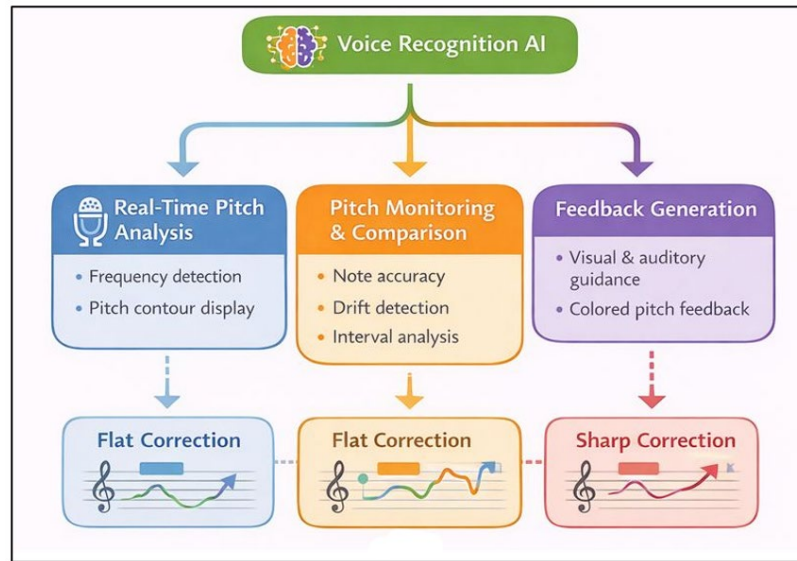 Voice Recognition AI
Real-Time Pitch
Analysis
• Frequency detection
• Pitch contour display
Pitch Monitoring
& Comparison
• Note accuracy
• Drift detection
• Interval analysis
Feedback Generation
• Visual & auditory
guidance
• Colored pitch feedback
Flat Correction
Flat Correction
Sharp Correction